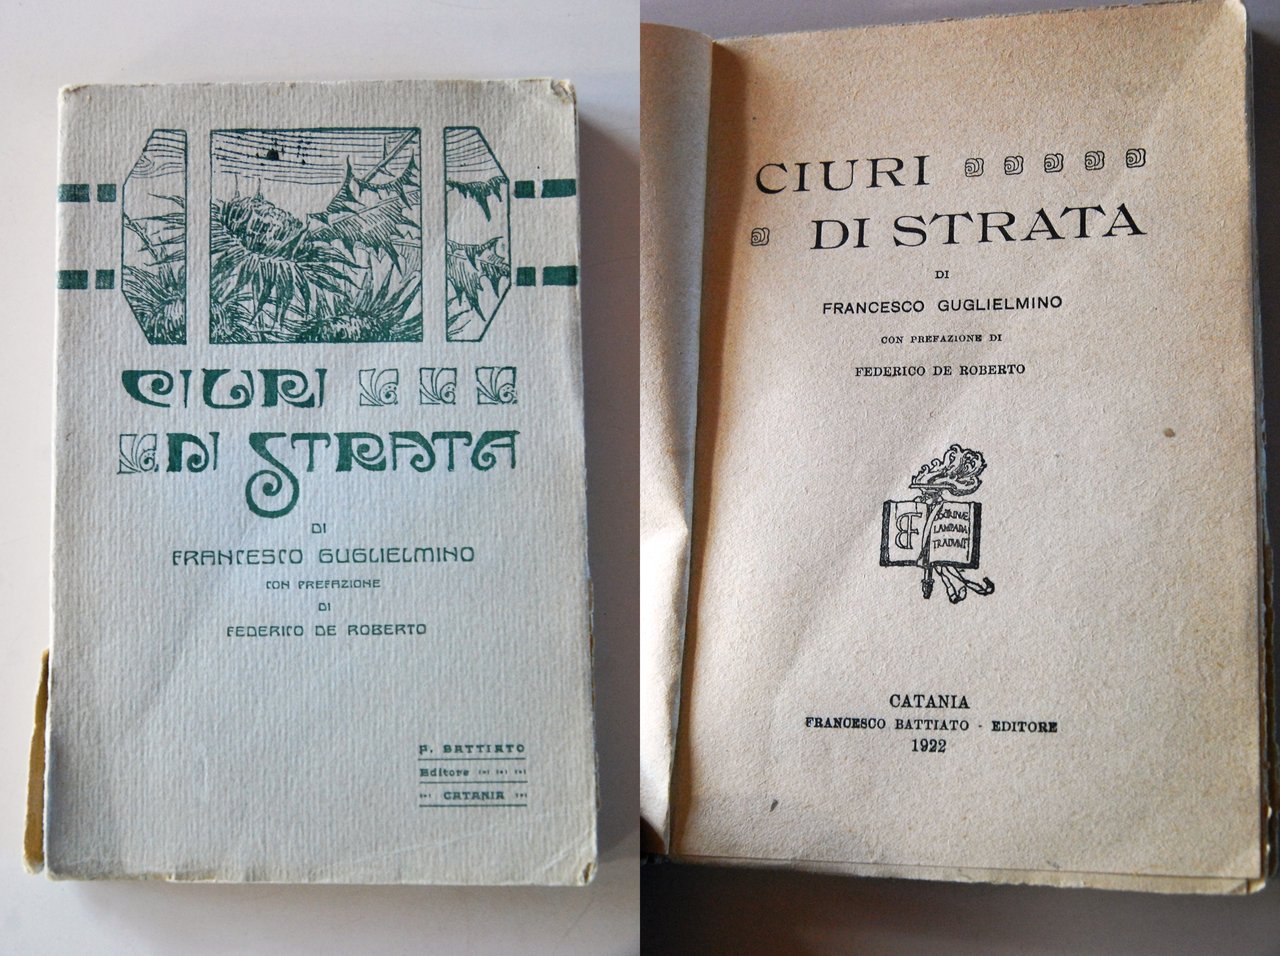 CIURI
DI STRATA
DI
FRANCESCO GUGLIELMINO
CON PREFAZIONE
DI
FEDERICO DE ROBERTO
F. BATTIATO
Editore
CATANIA
CIURI
DI STRATA
DI
FRANCESCO GUGLIELMINO
CON PREFAZIONE DI
FEDERICO DE ROBERTO
LAMPADA
CATANIA
FRANCESCO BATTIATO - EDITORE
1922